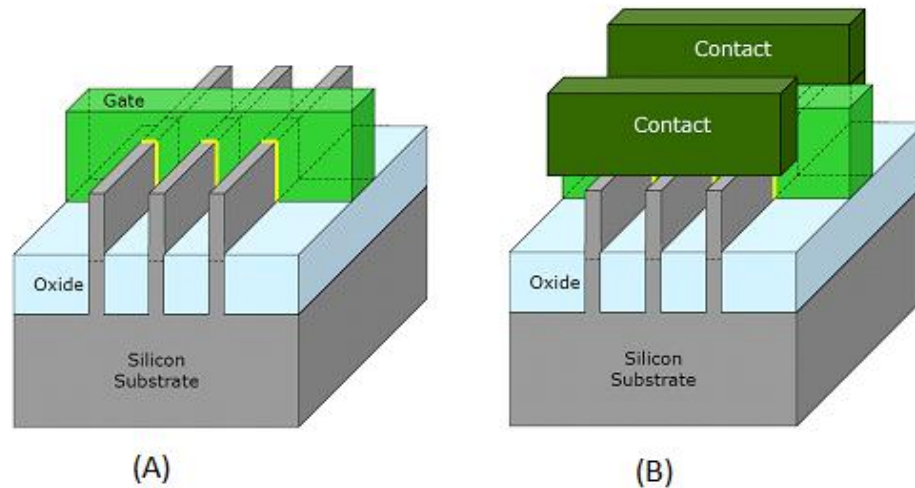 Gate
Oxide
Silicon
Substrate
(A)
Contact
Contact
Oxide
Silicon
Substrate
(B)